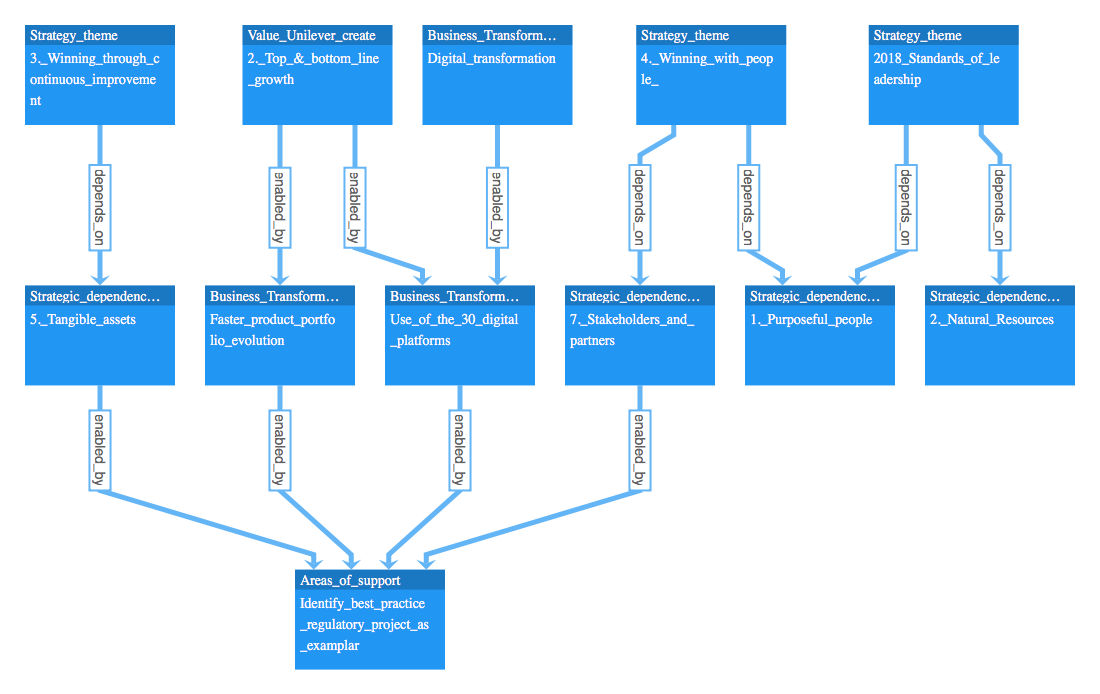 Strategy_theme
3._Winning_through_c
ontinuous_improveme
nt
Value_Unilever_create
2._Top_&_bottom_line
_growth
Business_Transform…
Digital_transformation
Strategy_theme
4._Winning_with_peop
le_
Strategy_theme
2018_Standards_of_le
adership
depends_on
enabled_by
enabled_by
enabled_by
depends_on
depends_on
depends_on
depends_on
Strategic_dependenc…
5._Tangible_assets
Business_Transform…
Faster_product_portfo
lio_evolution
Business_Transform…
Use_of_the_30_digital
_platforms
Strategic_dependenc…
7._Stakeholders_and_
partners
Strategic_dependenc…
1._Purposeful_people
Strategic_dependenc…
2._Natural_Resources
enabled_by
enabled_by
enabled_by
enabled_by
Areas_of_support
Identify_best_practice
_regulatory_project_as
_examplar